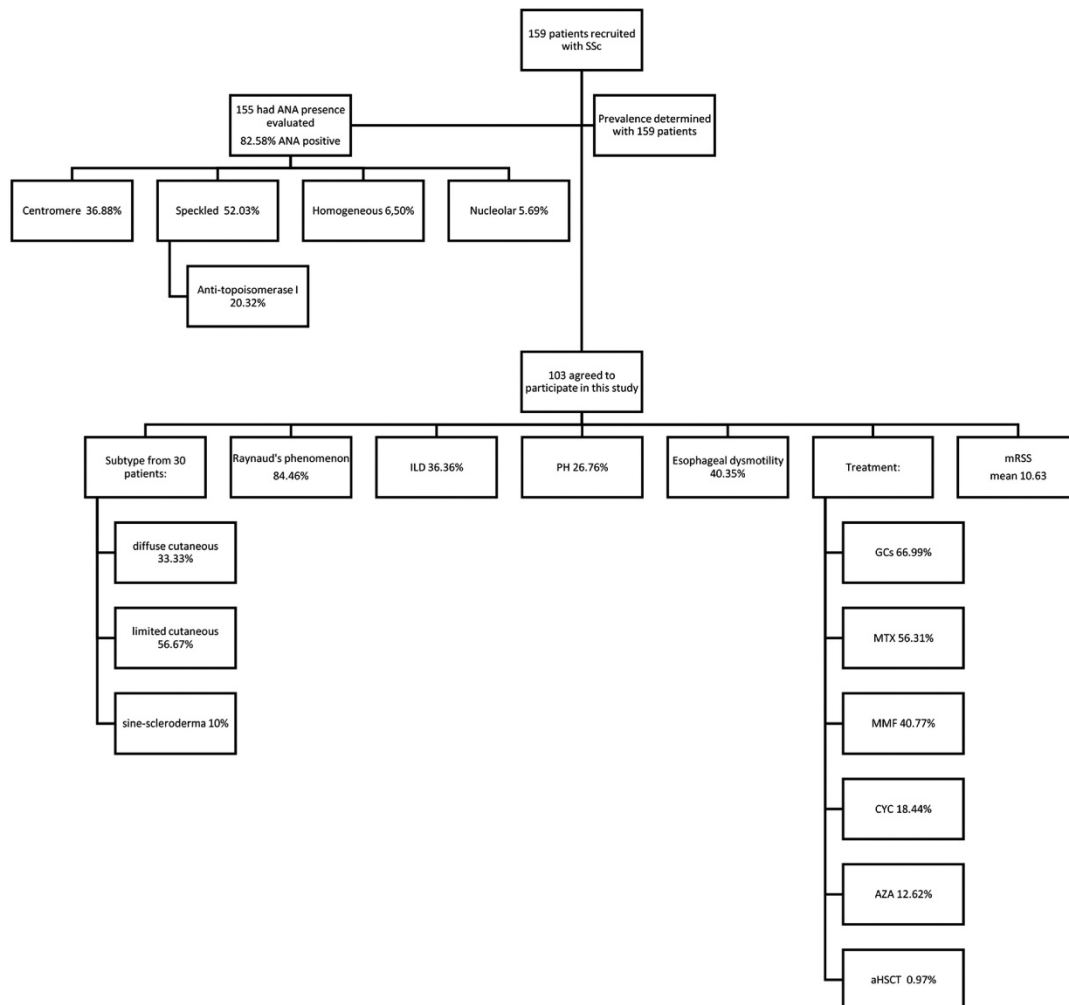 159 patients recruited
with SSc
155 had ANA presence
evaluated
82.58% ANA positive
Prevalence determined
with 159 patients
Centromere 36.88%
Speckled 52.03%
Homogeneous 6,50%
Nucleolar 5.69%
Anti-topoisomerase I
20.32%
103 agreed to
participate in this study
Subtype from 30
patients:
Raynaud's phenomenon
84.46%
ILD 36.36%
PH 26.76%
Esophageal dysmotility
40.35%
Treatment:
mRSS
mean 10.63
diffuse cutaneous
33.33%
limited cutaneous
56.67%
sine-scleroderma 10%
GCs 66.99%
MTX 56.31%
MMF 40.77%
CYC 18.44%
AZA 12.62%
aHSCT 0.97%